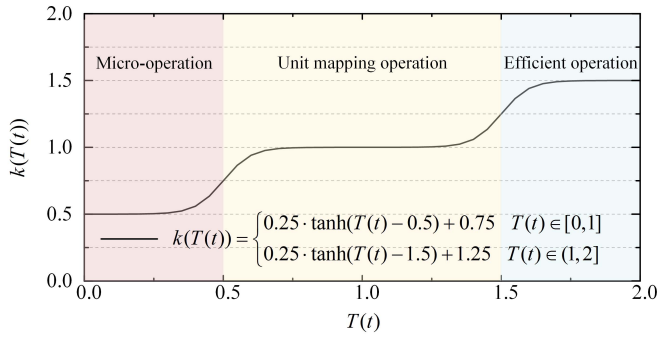 2.0
1.5
1.0
0.5
0.0
k(T(t))
Micro-operation
Unit mapping operation
Efficient operation
k(T(t)) = { 0.25 · tanh(T(t) − 0.5) + 0.75 T(t) ∈ [0,1]
0.25 · tanh(T(t) − 1.5) + 1.25 T(t) ∈ (1, 2]
0.0 0.5 1.0 1.5 2.0
T(t)